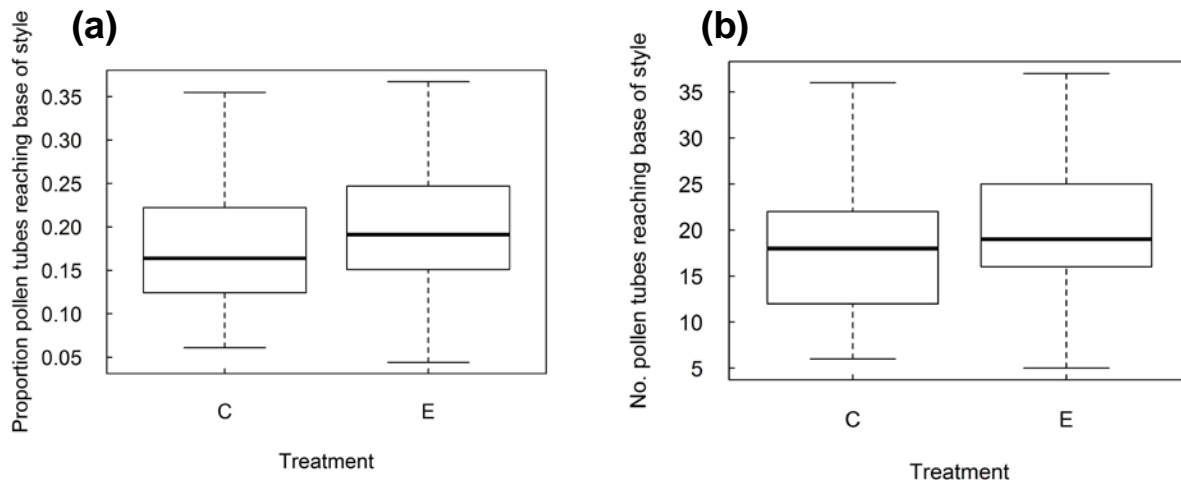 (a)
Proportion pollen tubes reaching base of style
0.35
0.30
0.25
0.20
0.15
0.10
0.05
C E
Treatment
(b)
No. pollen tubes reaching base of style
35
30
25
20
15
10
5
C E
Treatment